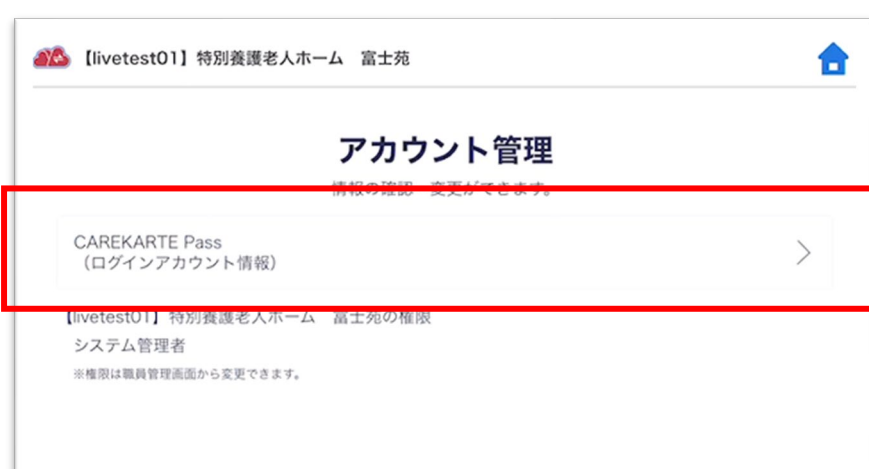 【livetest01】特別養護老人ホーム 富士苑
アカウント管理
情報の確認 変更ができます。
CAREKARTE Pass
（ログインアカウント情報）
【livetest01】特別養護老人ホーム 富士苑の権限
システム管理者
※権限は職員管理画面から変更できます。